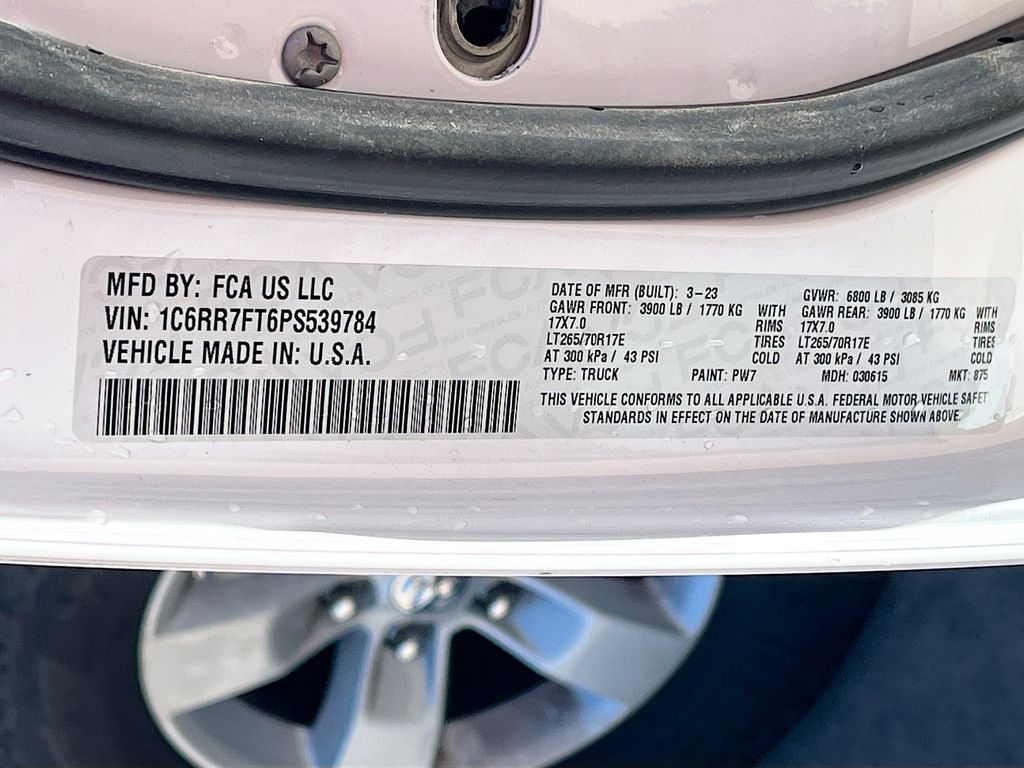 MFD BY: FCA US LLC
VIN: 1C6RR7FT6PS539784
VEHICLE MADE IN: U.S.A.
DATE OF MFR (BUILT): 3-23 GVWR: 6800 LB / 3085 KG
GAWR FRONT: 3900 LB / 1770 KG WITH GAWR REAR: 3900 LB / 1770 KG WITH
17X7.0 RIMS 17X7.0 RIMS
LT265/70R17E TIRES LT265/70R17E TIRES
AT 300 kPa / 43 PSI COLD AT 300 kPa / 43 PSI COLD
TYPE: TRUCK PAINT: PW7 MDH: 030615 MKT: 875
THIS VEHICLE CONFORMS TO ALL APPLICABLE U.S.A. FEDERAL MOTOR VEHICLE SAFET
STANDARDS IN EFFECT ON THE DATE OF MANUFACTURE SHOWN ABOVE